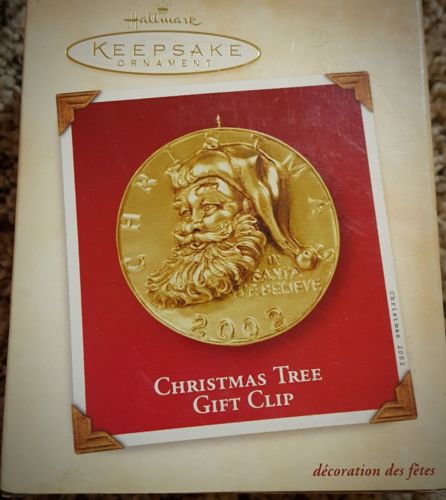 Hallmark
KEEPSAKE
ORNAMENT
CHRISTMAS
IN
SANTA
WE BELIEVE
2002
Christmas 2002
CHRISTMAS TREE
GIFT CLIP
décoration des fêtes